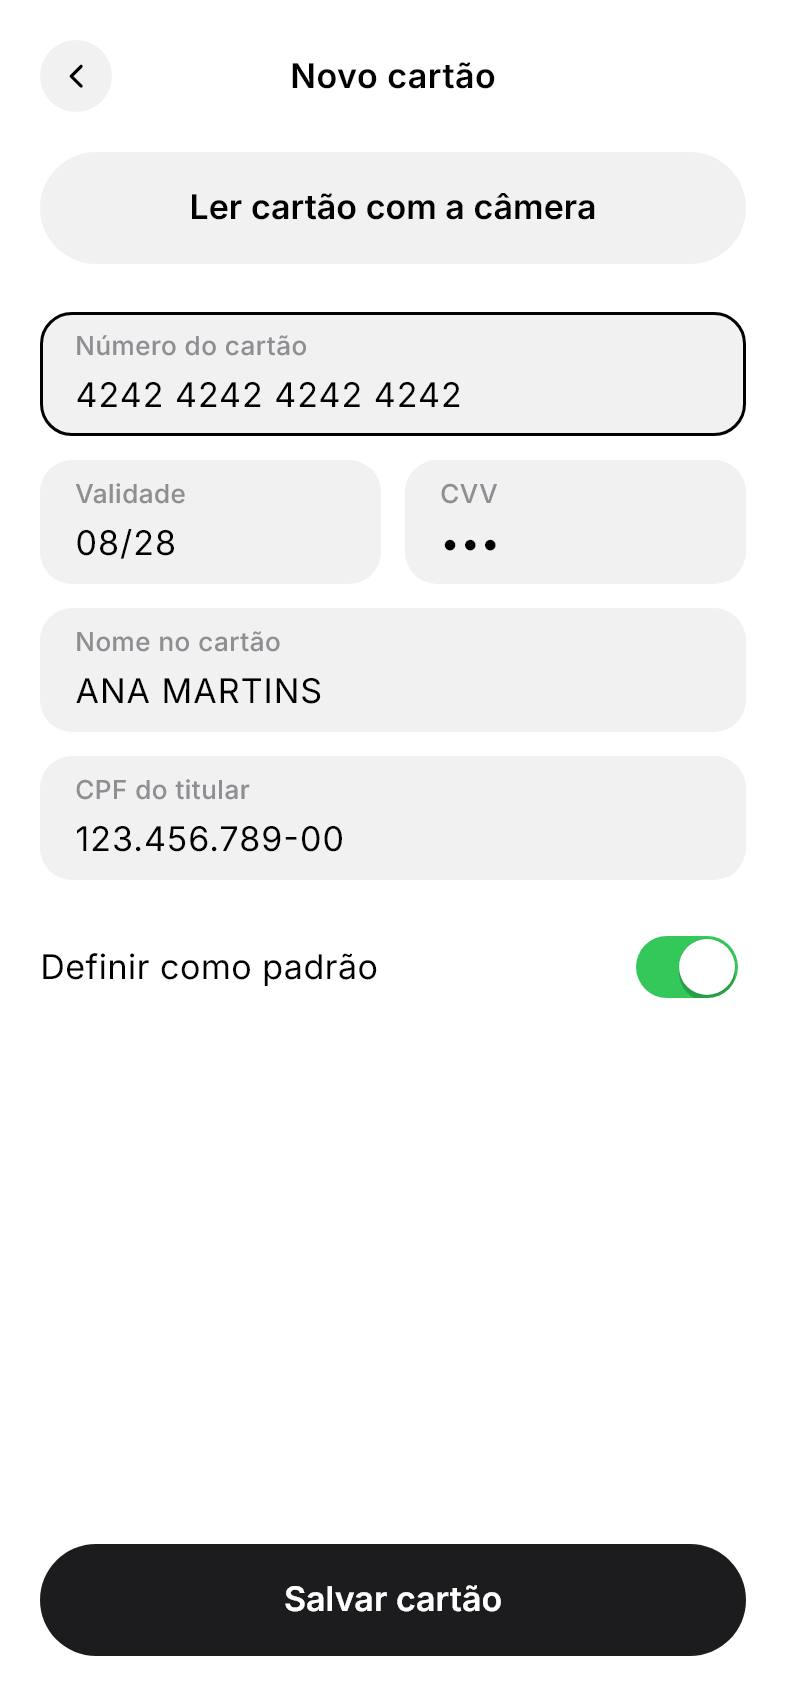 Novo cartão
Ler cartão com a câmera
Número do cartão
4242 4242 4242 4242
Validade
08/28
CVV
•••
Nome no cartão
ANA MARTINS
CPF do titular
123.456.789-00
Definir como padrão
Salvar cartão